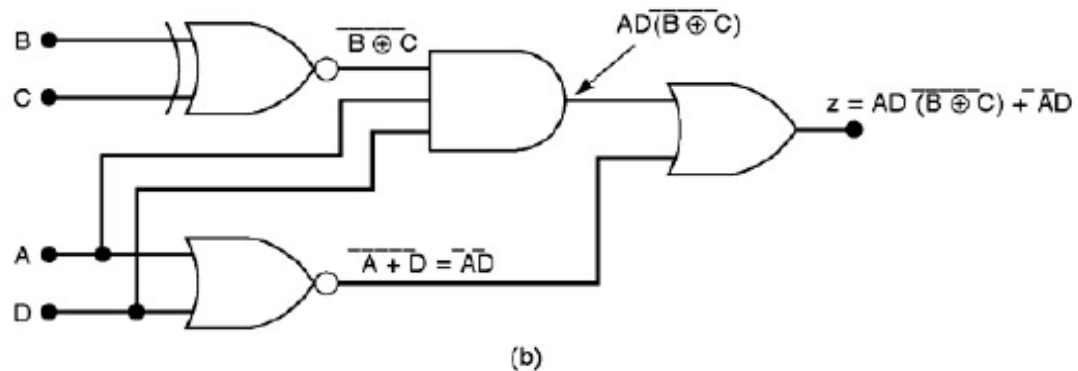 B
C
B̅ ̅⊕̅ ̅C̅
AD(B̅ ̅⊕̅ ̅C̅)
z = AD (B̅ ̅⊕̅ ̅C̅) + A̅D̅
A
D
A̅ ̅+̅ ̅D̅ = A̅D̅
(b)